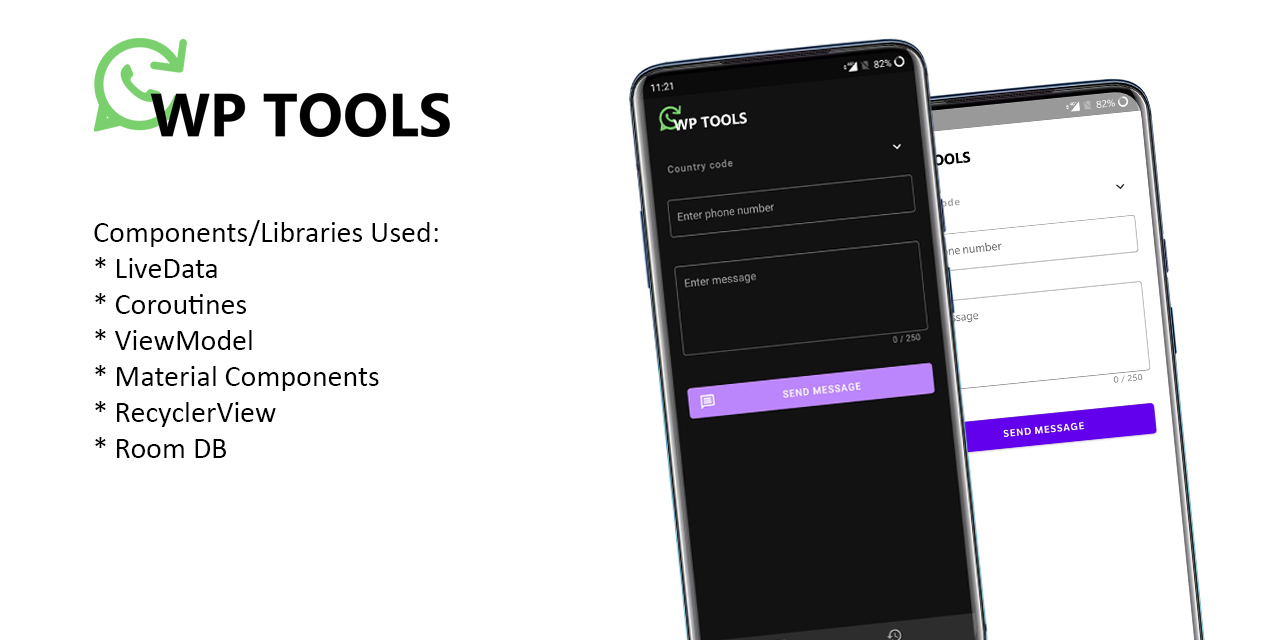 WP TOOLS
Components/Libraries Used:
* LiveData
* Coroutines
* ViewModel
* Material Components
* RecyclerView
* Room DB
11:21
82%
WP TOOLS
Country code
Enter phone number
Enter message
0 / 250
SEND MESSAGE
82%
OOLS
ode
ne number
ssage
0 / 250
SEND MESSAGE